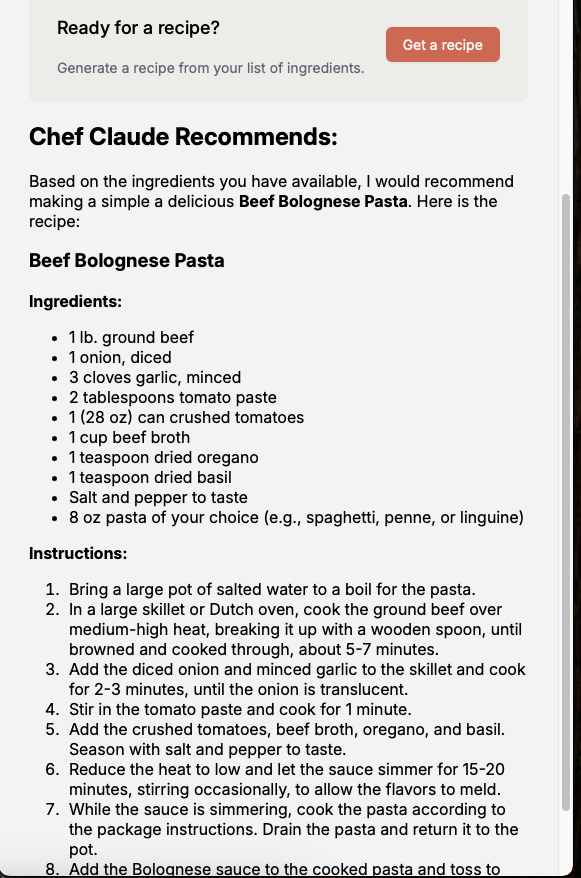 Ready for a recipe?
Get a recipe
Generate a recipe from your list of ingredients.
Chef Claude Recommends:
Based on the ingredients you have available, I would recommend
making a simple a delicious Beef Bolognese Pasta. Here is the
recipe:
Beef Bolognese Pasta
Ingredients:
• 1 lb. ground beef
• 1 onion, diced
• 3 cloves garlic, minced
• 2 tablespoons tomato paste
• 1 (28 oz) can crushed tomatoes
• 1 cup beef broth
• 1 teaspoon dried oregano
• 1 teaspoon dried basil
• Salt and pepper to taste
• 8 oz pasta of your choice (e.g., spaghetti, penne, or linguine)
Instructions:
1. Bring a large pot of salted water to a boil for the pasta.
2. In a large skillet or Dutch oven, cook the ground beef over
medium-high heat, breaking it up with a wooden spoon, until
browned and cooked through, about 5-7 minutes.
3. Add the diced onion and minced garlic to the skillet and cook
for 2-3 minutes, until the onion is translucent.
4. Stir in the tomato paste and cook for 1 minute.
5. Add the crushed tomatoes, beef broth, oregano, and basil.
Season with salt and pepper to taste.
6. Reduce the heat to low and let the sauce simmer for 15-20
minutes, stirring occasionally, to allow the flavors to meld.
7. While the sauce is simmering, cook the pasta according to
the package instructions. Drain the pasta and return it to the
pot.
8. Add the Bolognese sauce to the cooked pasta and toss to